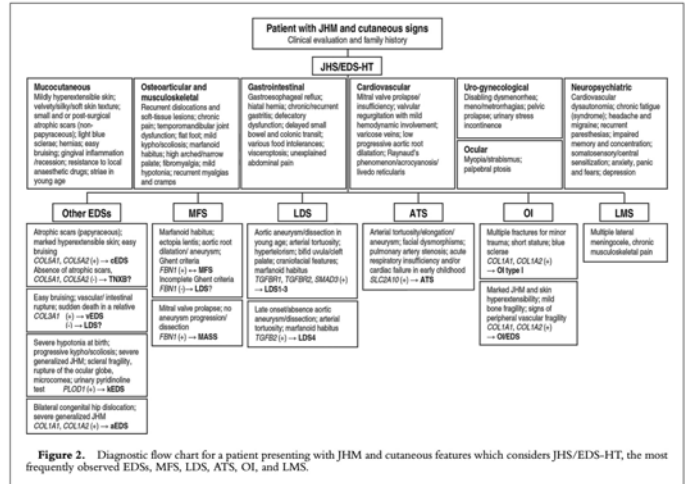 Patient with JHM and cutaneous signs
Clinical evaluation and family history
JHS/EDS-HT
Mucocutaneous
Mildly hyperextensible skin;
velvety/silky/soft skin texture;
small and or post-surgical
atrophic scars (non-
papyraceous); light blue
sclerae; hernias; easy
bruising; gingival inflammation
/recession; resistance to local
anaesthetic drugs; striae in
young age
Osteoarticular and
musculoskeletal
Recurrent dislocations and
soft-tissue lesions; chronic
pain; temporomandibular joint
dysfunction; flat foot, mild
kypho/scoliosis; marfanoid
habitus; high arched/narrow
palate; fibromyalgia; mild
hypotonia; recurrent myalgias
and cramps
Gastrointestinal
Gastroesophageal reflux;
hiatal hernia; chronic/recurrent
gastritis; defecatory
dysfunction; delayed small
bowel and colonic transit;
various food intolerances;
visceroptosis; unexplained
abdominal pain
Cardiovascular
Mitral valve prolapse/
insufficiency; valvular
regurgitation with mild
hemodynamic involvement;
varicose veins; low
progressive aortic root
dilatation; Raynaud's
phenomenon/acrocyanosis/
livedo reticularis
Uro-gynecological
Disabling dysmenorrhea;
meno/metrorrhagias; pelvic
prolapse; urinary stress
incontinence
Ocular
Myopia/strabismus;
palpebral ptosis
Neuropsychiatric
Cardiovascular
dysautonomia; chronic fatigue
(syndrome); headache and
migraine; recurrent
paresthesias; impaired
memory and concentration;
somatosensory/central
sensitization; anxiety, panic
and fears; depression
Other EDSs
Atrophic scars (papyraceous);
marked hyperextensible skin; easy
bruising
COL5A1, COL5A2 (+) → cEDS
Absence of atrophic scars,
COL5A1, COL5A2 (-) → TNXB?
Easy bruising; vascular/ intestinal
rupture; sudden death in a relative
COL3A1 (+) → vEDS
(-) → LDS?
Severe hypotonia at birth;
progressive kypho/scoliosis; severe
generalized JHM; scleral fragility,
rupture of the ocular globe,
microcornea; urinary pyridinoline
test PLOD1 (+) → kEDS
Bilateral congenital hip dislocation;
severe generalized JHM
COL1A1, COL1A2 (+) → aEDS
MFS
Marfanoid habitus;
ectopia lentis; aortic root
dilatation/ aneurysm;
Ghent criteria
FBN1 (+) ↔ MFS
Incomplete Ghent criteria
FBN1 (-) → LDS?
Mitral valve prolapse; no
aneurysm progression/
dissection
FBN1 (+) → MASS
LDS
Aortic aneurysm/dissection in
young age; arterial tortuosity;
hypertelorism; bifid uvula/cleft
palate; craniofacial features;
marfanoid habitus
TGFBR1, TGFBR2, SMAD3 (+)
→ LDS1-3
Late onset/absence aortic
aneurysm/dissection; arterial
tortuosity; marfanoid habitus
TGFB2 (+) → LDS4
ATS
Arterial tortuosity/elongation/
aneurysm; facial dysmorphisms;
pulmonary artery stenosis; acute
respiratory insufficiency and/or
cardiac failure in early childhood
SLC2A10 (+) → ATS
OI
Multiple fractures for minor
trauma; short stature; blue
sclerae
COL1A1, COL1A2 (+)
→ OI type I
Marked JHM and skin
hyperextensibility; mild
bone fragility; signs of
peripheral vascular fragility
COL1A1, COL1A2 (+)
→ OI/EDS
LMS
Multiple lateral
meningocele, chronic
musculoskeletal pain
Figure 2. Diagnostic flow chart for a patient presenting with JHM and cutaneous features which considers JHS/EDS-HT, the most
frequently observed EDSs, MFS, LDS, ATS, OI, and LMS.